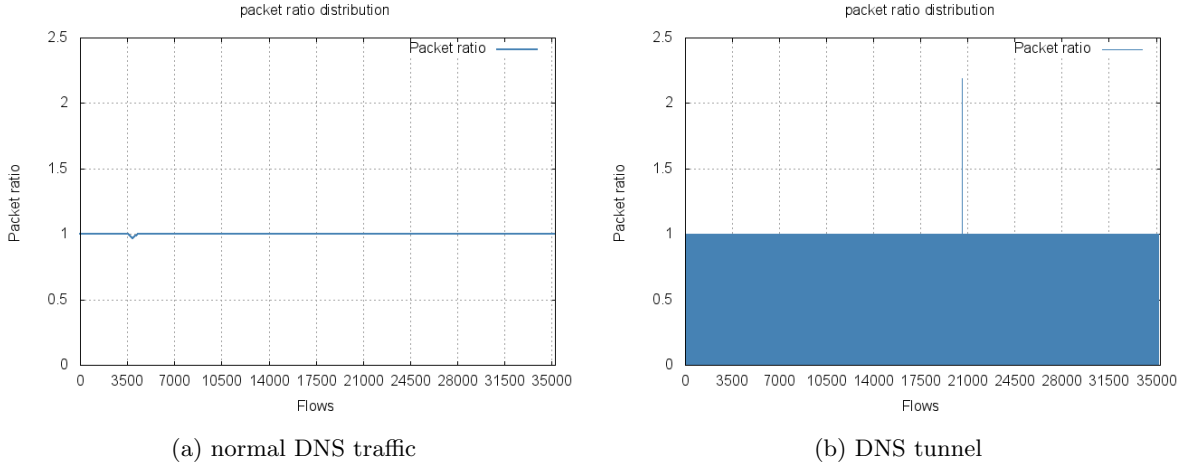 packet ratio distribution
Packet ratio
2.5
2
1.5
1
0.5
0
Packet ratio
0 3500 7000 10500 14000 17500 21000 24500 28000 31500 35000
Flows
(a) normal DNS traffic
packet ratio distribution
Packet ratio
2.5
2
1.5
1
0.5
0
Packet ratio
0 3500 7000 10500 14000 17500 21000 24500 28000 31500 35000
Flows
(b) DNS tunnel